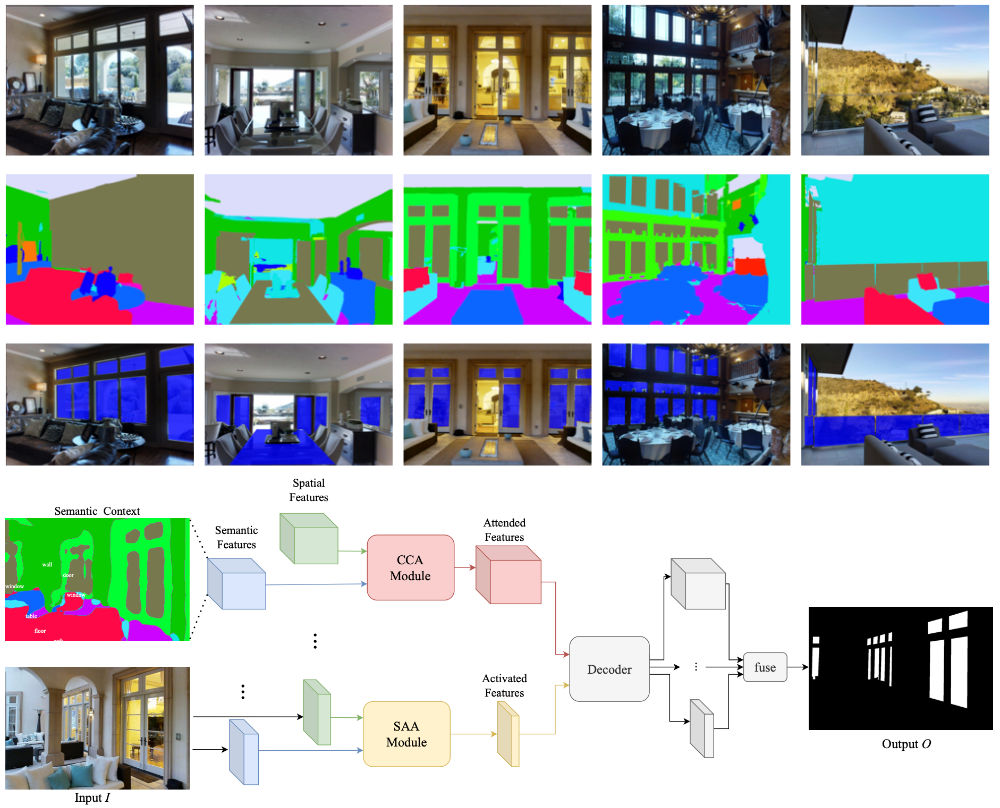 Spatial
Features
Semantic Context
Semantic
Features
Attended
Features
CCA
Module
wall
door
window
window
table
floor
Decoder
fuse
Activated
Features
SAA
Module
Output O
Input I